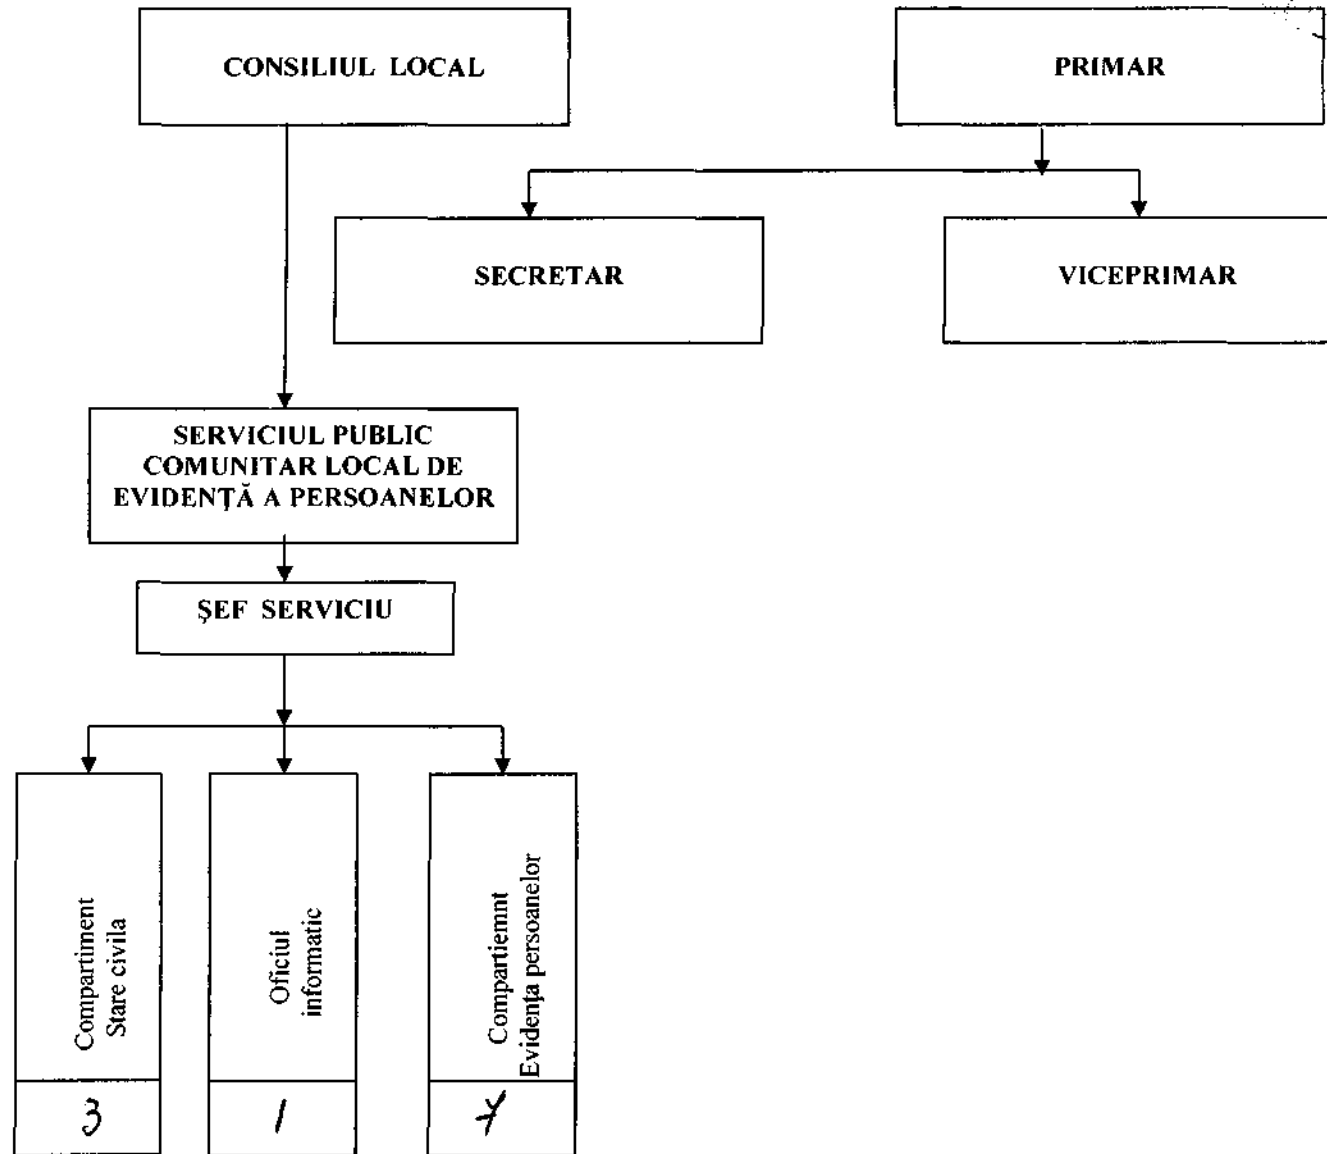 CONSILIUL LOCAL
PRIMAR
SECRETAR
VICEPRIMAR
SERVICIUL PUBLIC
COMUNITAR LOCAL DE
EVIDENŢĂ A PERSOANELOR
ŞEF SERVICIU
Compartiment
Stare civila
Oficiul
informatic
Compartiemnt
Evidenţa persoanelor
3
1
7